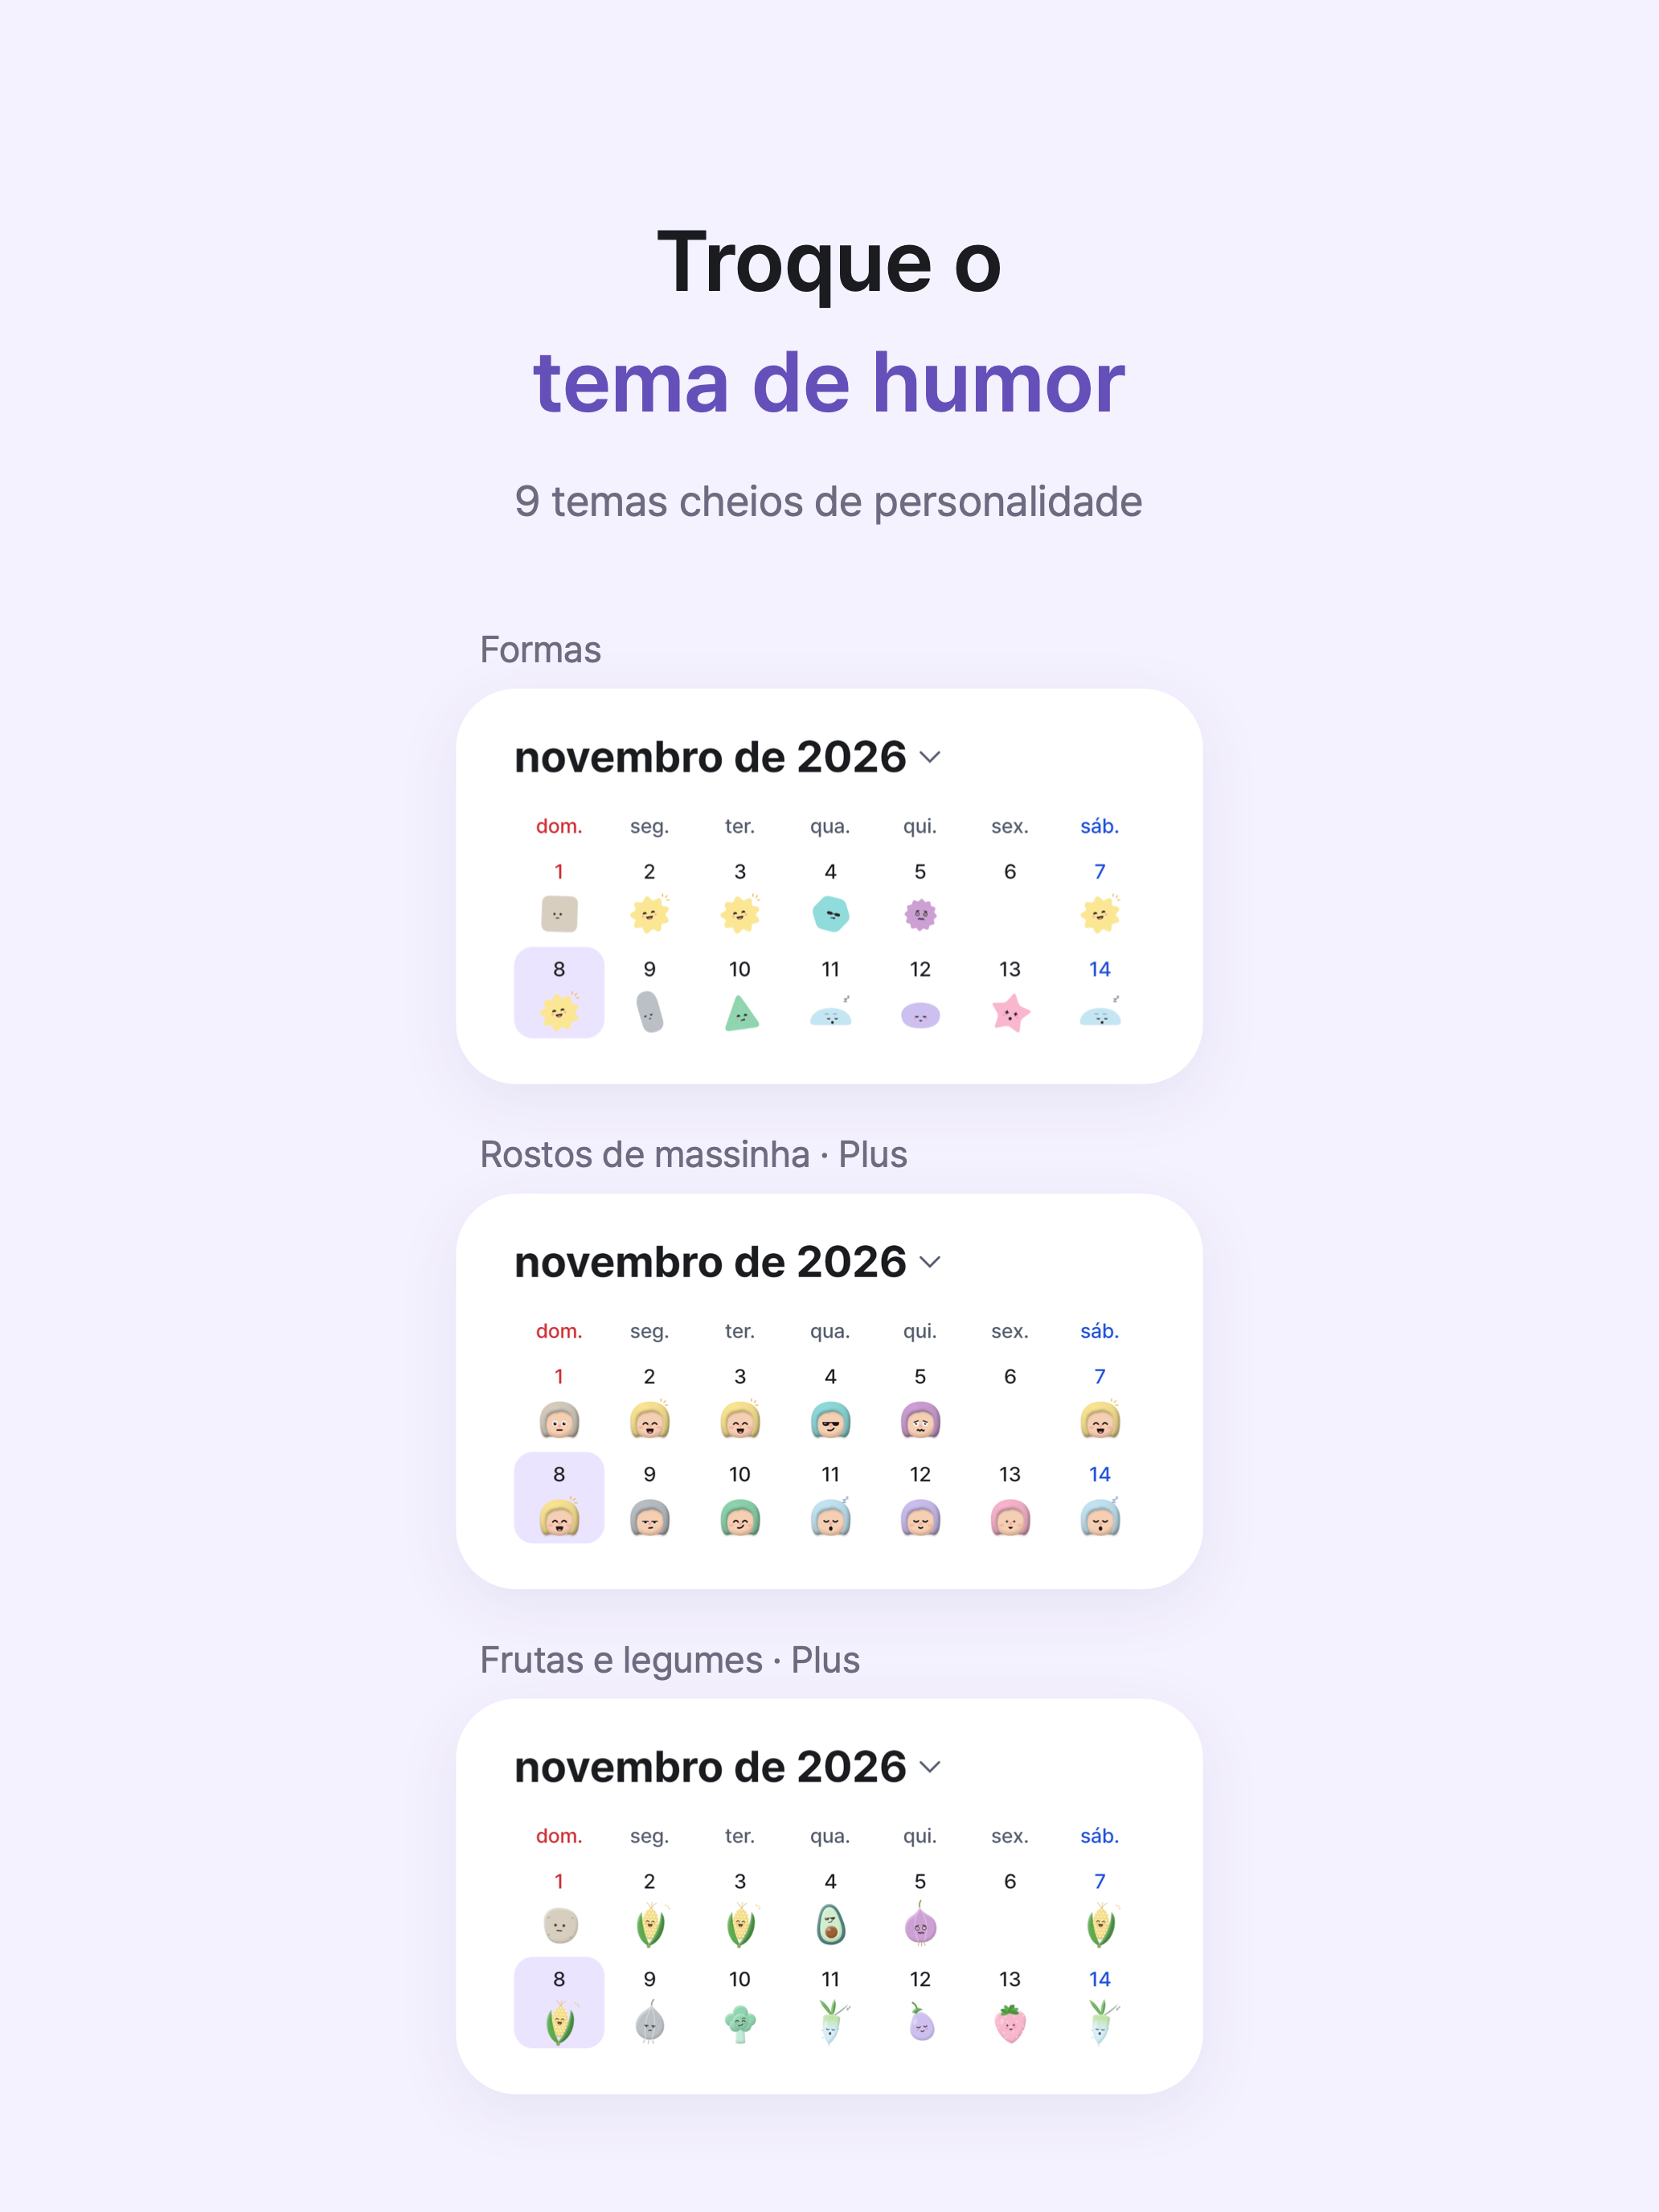 Troque o
tema de humor
9 temas cheios de personalidade
Formas
novembro de 2026
dom. seg. ter. qua. qui. sex. sáb.
1 2 3 4 5 6 7
8 9 10 11 12 13 14
Rostos de massinha · Plus
novembro de 2026
dom. seg. ter. qua. qui. sex. sáb.
1 2 3 4 5 6 7
8 9 10 11 12 13 14
Frutas e legumes · Plus
novembro de 2026
dom. seg. ter. qua. qui. sex. sáb.
1 2 3 4 5 6 7
8 9 10 11 12 13 14